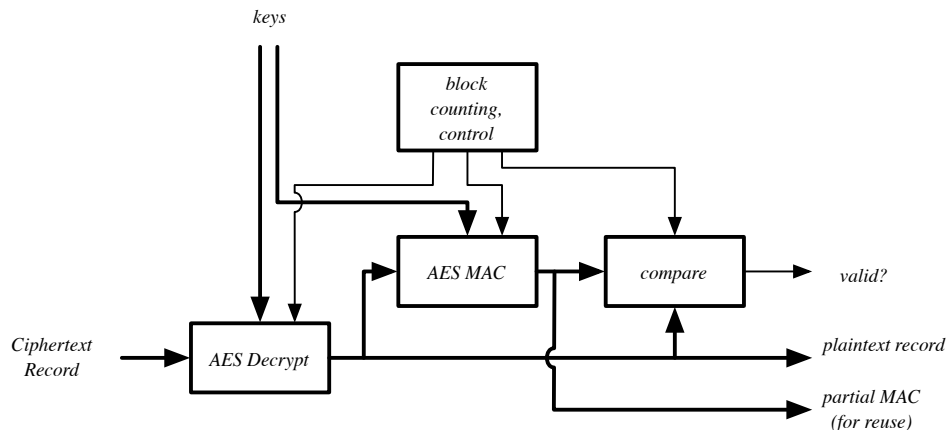 keys
block
counting,
control
AES MAC
compare
valid?
Ciphertext
Record
AES Decrypt
plaintext record
partial MAC
(for reuse)